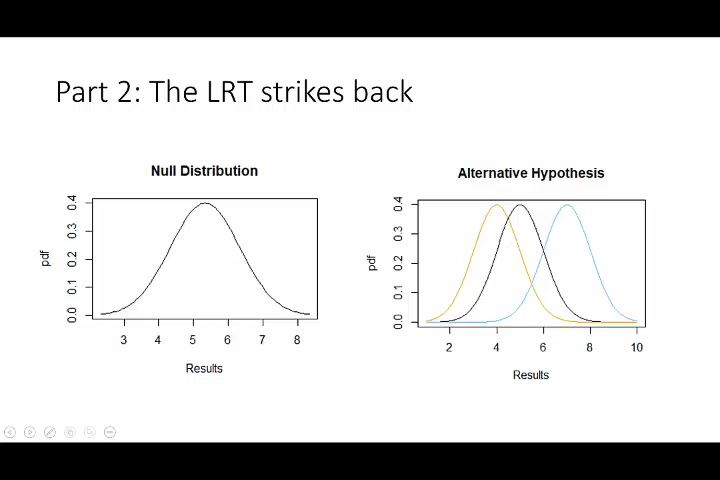 Part 2: The LRT strikes back
Null Distribution
pdf
0.0 0.1 0.2 0.3 0.4
3 4 5 6 7 8
Results
Alternative Hypothesis
pdf
0.0 0.1 0.2 0.3 0.4
2 4 6 8 10
Results